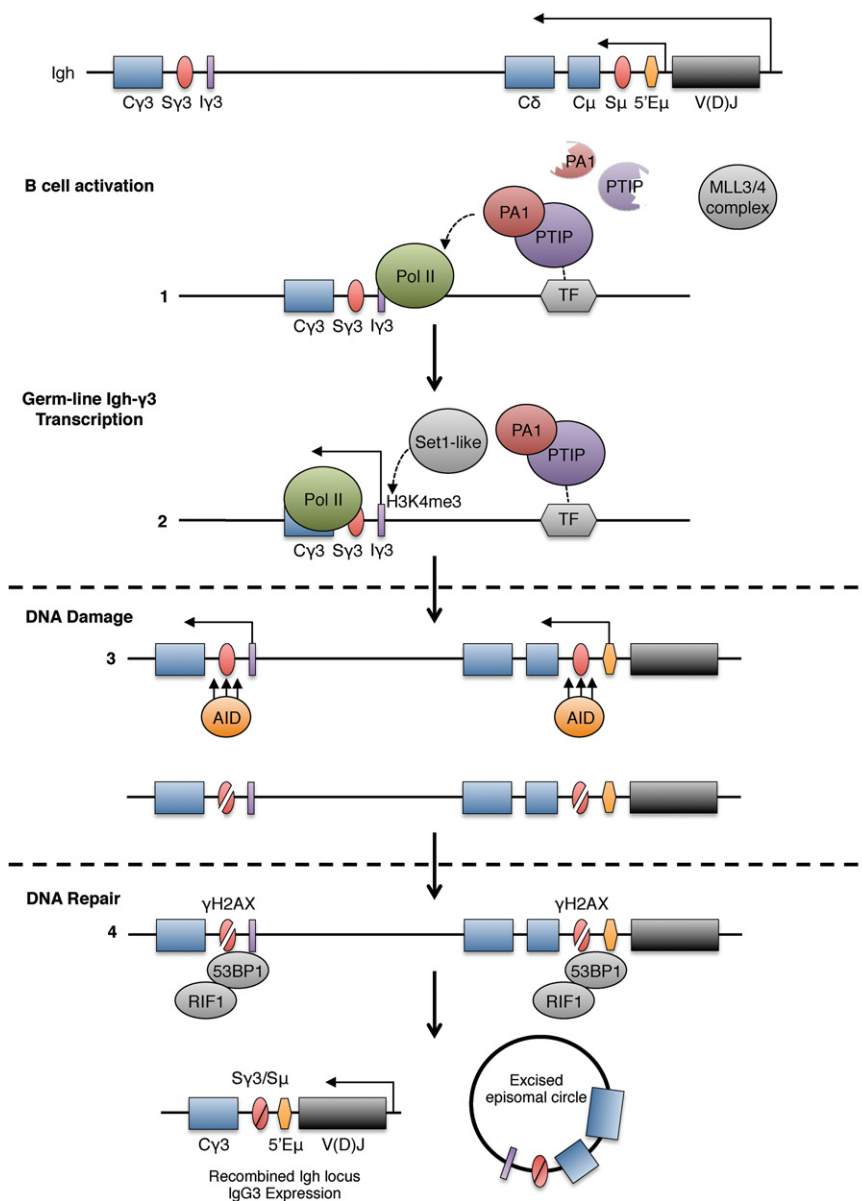 Igh
Cγ3 Sγ3 Iγ3 Cδ Cμ Sμ 5'Eμ V(D)J
B cell activation
PA1
PTIP
MLL3/4
complex
PA1
PTIP
Pol II
TF
1
Cγ3 Sγ3 Iγ3
Germ-line Igh-γ3
Transcription
Set1-like
PA1
PTIP
Pol II
H3K4me3
TF
2
Cγ3 Sγ3 Iγ3
DNA Damage
3
AID AID
DNA Repair
γH2AX γH2AX
4
53BP1 53BP1
RIF1 RIF1
Sγ3/Sμ
Cγ3 5'Eμ V(D)J
Recombined Igh locus
IgG3 Expression
Excised
episomal circle